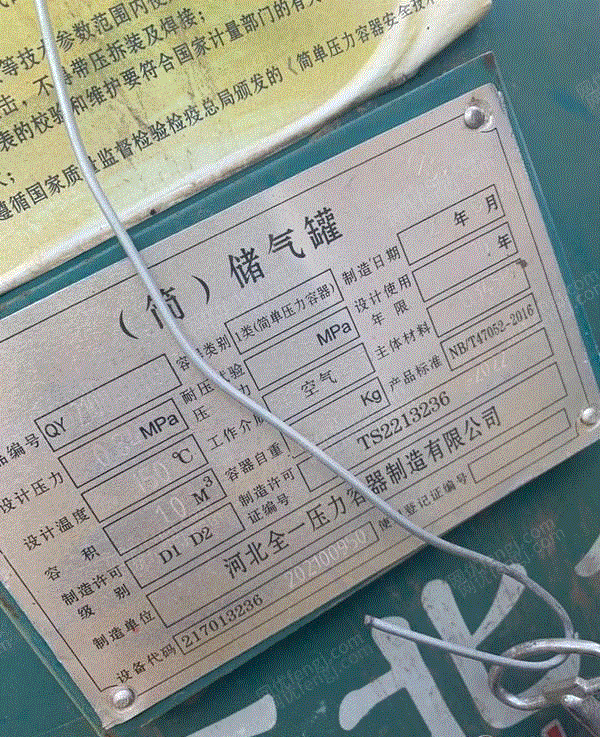 等技术参数范围内使
击，不
带压拆装及焊接；
表的校验和维护要符合国家计量部门的有关
遵循国家质量监督检验检疫总局颁发的《简单压力容器安全技术
（简）储气罐
品编号 QY
容器类别 I类(简单压力容器)
制造日期 年 月
设计压力 MPa
耐压试验压力 MPa
设计使用年限 年
设计温度 150 ℃
工作介质 空气
主体材料
容积 10 M³
容器自重 Kg
产品标准 NB/T47052-2016
制造许可级别 D1 D2
制造许可证编号 TS2213236
制造单位 河北全一压力容器制造有限公司
设备代码 217013236 202100950
使用登记证编号